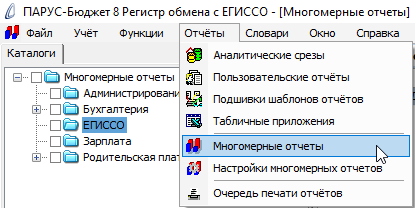 ПАРУС-Бюджет 8 Регистр обмена с ЕГИССО - [Многомерные отчеты]
Файл Учёт Функции Отчёты Словари Окно Справка
Каталоги
Многомерные отчеты
Администрирован
Бухгалтерия
ЕГИССО
Зарплата
Родительская плат
Аналитические срезы
Пользовательские отчёты
Подшивки шаблонов отчётов
Табличные приложения
Многомерные отчеты
Настройки многомерных отчетов
Очередь печати отчётов